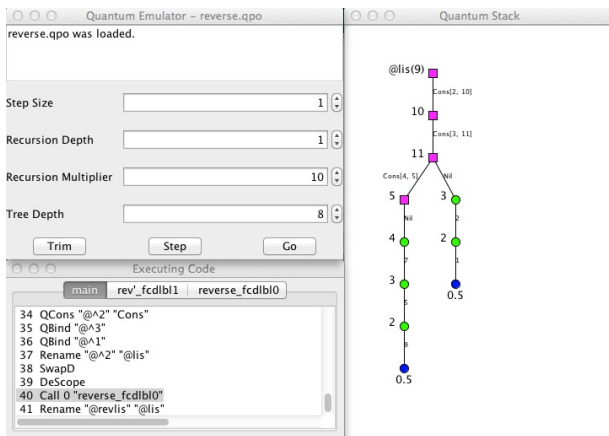 Quantum Emulator - reverse.qpo
reverse.qpo was loaded.
Step Size 1
Recursion Depth 1
Recursion Multiplier 10
Tree Depth 8
Trim Step Go
Executing Code
main rev'_fcdlbl1 reverse_fcdlbl0
34 QCons "@^2" "Cons"
35 QBind "@^3"
36 QBind "@^1"
37 Rename "@^2" "@lis"
38 SwapD
39 DeScope
40 Call 0 "reverse_fcdlbl0"
41 Rename "@revlis" "@lis"
Quantum Stack
@lis(9)
Cons[2, 10]
10
Cons[3, 11]
11
Cons[4, 5] Nil
5 3
Nil 2
4 2
7 1
3 0.5
5
2
0.5